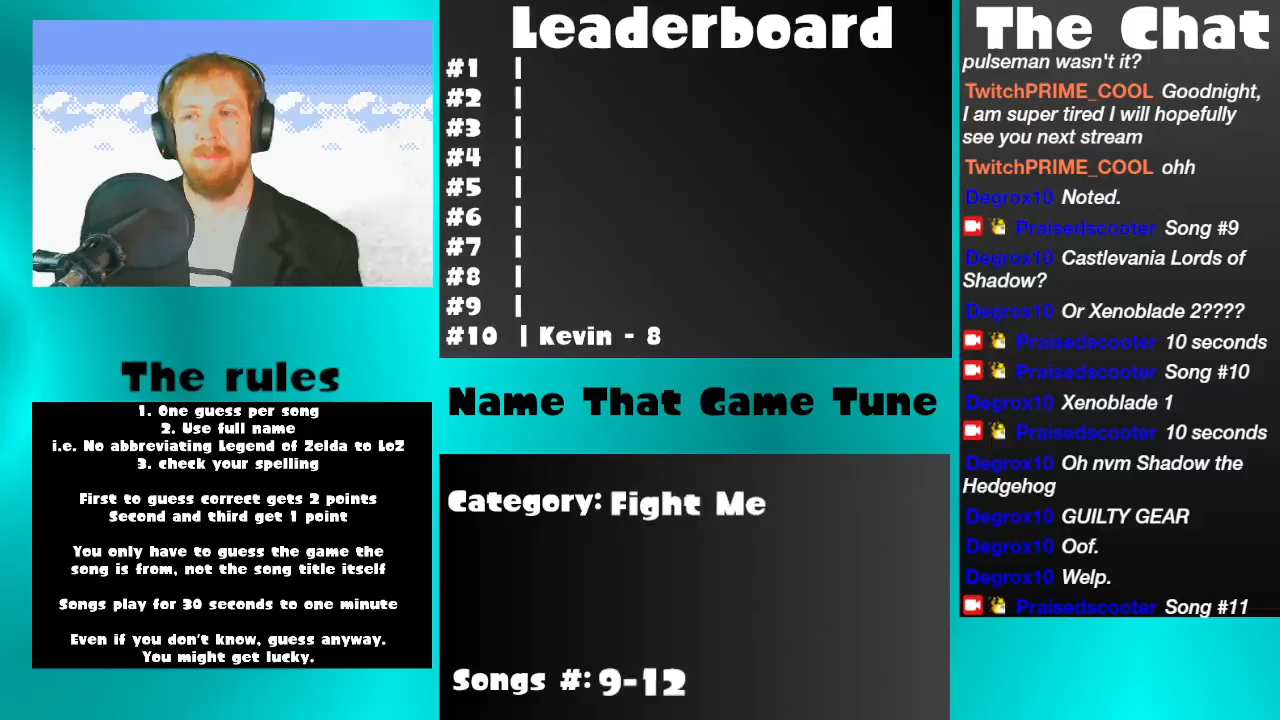 Leaderboard
#1 |
#2 |
#3 |
#4 |
#5 |
#6 |
#7 |
#8 |
#9 |
#10 | Kevin - 8
The rules
1. One guess per song
2. Use full name
i.e. No abbreviating Legend of Zelda to LoZ
3. check your spelling
First to guess correct gets 2 points
Second and third get 1 point
You only have to guess the game the
song is from, not the song title itself
Songs play for 30 seconds to one minute
Even if you don't know, guess anyway.
You might get lucky.
Name That Game Tune
Category: Fight Me
Songs #: 9-12
The Chat
pulseman wasn't it?
TwitchPRIME_COOL Goodnight,
I am super tired I will hopefully
see you next stream
TwitchPRIME_COOL ohh
Degrox10 Noted.
Praisedscooter Song #9
Degrox10 Castlevania Lords of
Shadow?
Degrox10 Or Xenoblade 2????
Praisedscooter 10 seconds
Praisedscooter Song #10
Degrox10 Xenoblade 1
Praisedscooter 10 seconds
Degrox10 Oh nvm Shadow the
Hedgehog
Degrox10 GUILTY GEAR
Degrox10 Oof.
Degrox10 Welp.
Praisedscooter Song #11